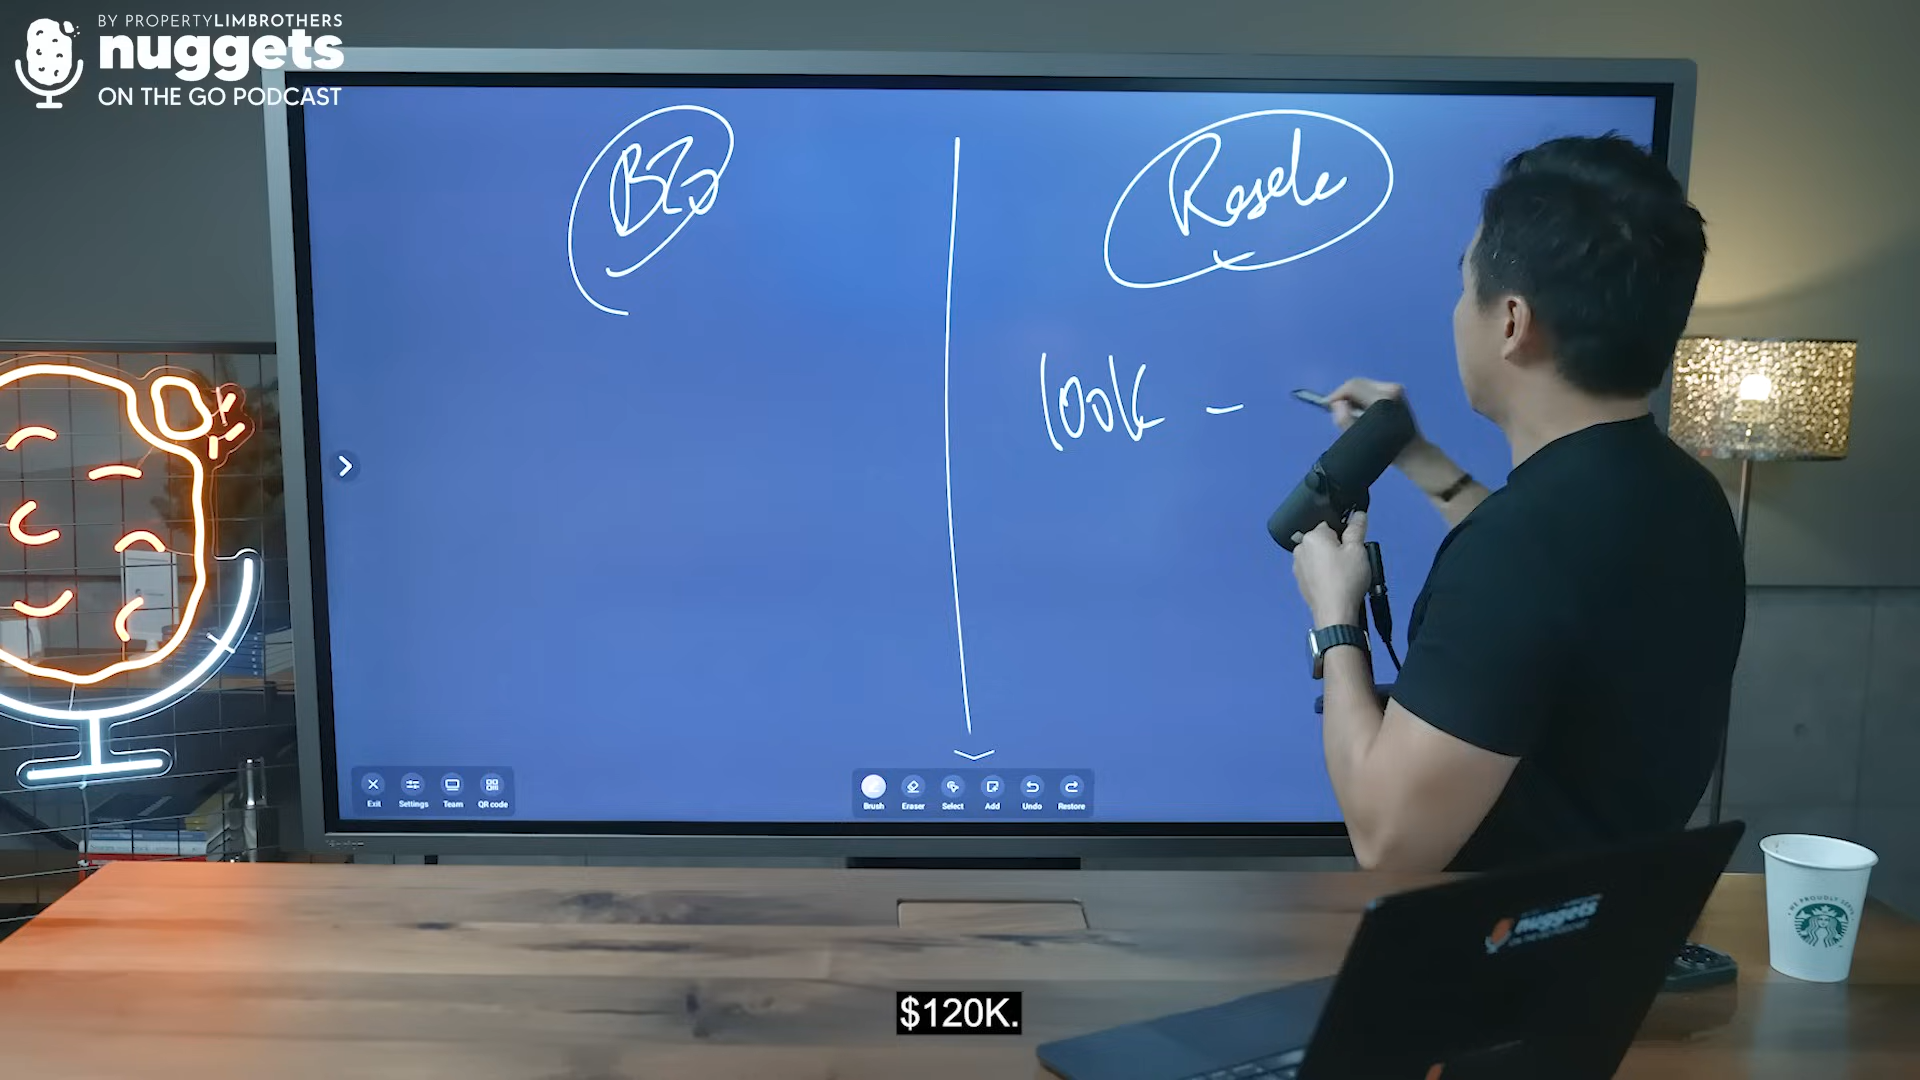 BY PROPERTYLIMBROTHERS
nuggets
ON THE GO PODCAST
BTO
Resale
100K -
Exit
Settings
Team
QR code
Brush
Eraser
Select
Add
Undo
Restore
nuggets
$120K.